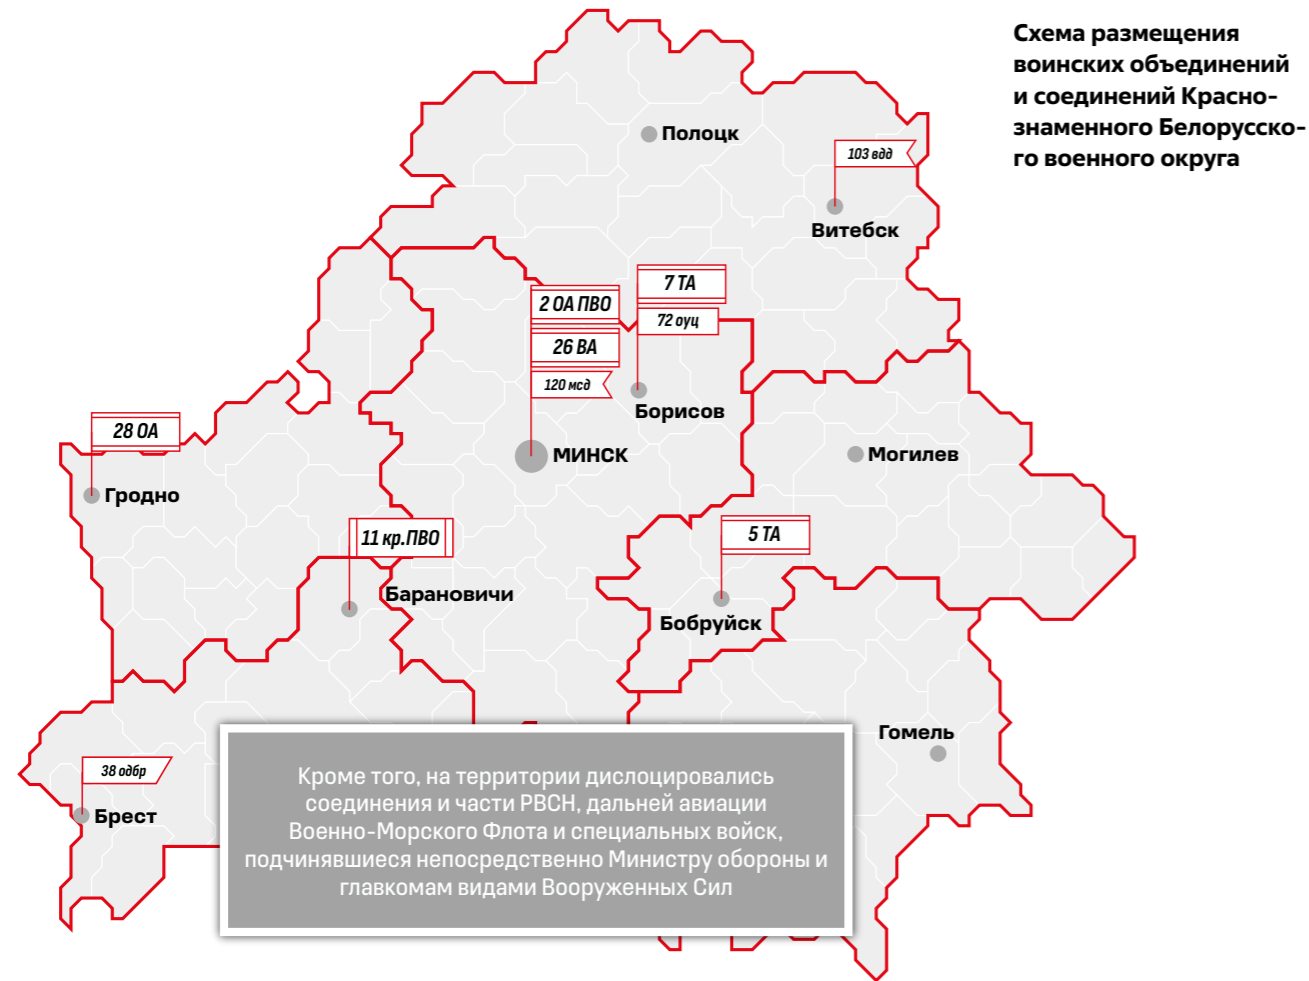 Схема размещения
воинских объединений
и соединений Красно-
знаменного Белорусско-
го военного округа
Полоцк
103 вдд
Витебск
7 ТА
2 ОА ПВО
72 оуц
26 ВА
120 мсд
Борисов
28 ОА
МИНСК
Могилев
Гродно
11 кр.ПВО
5 ТА
Барановичи
Бобруйск
Гомель
38 одбр
Брест
Кроме того, на территории дислоцировались
соединения и части РВСН, дальней авиации
Военно-Морского Флота и специальных войск,
подчинявшиеся непосредственно Министру обороны и
главкомам видами Вооруженных Сил